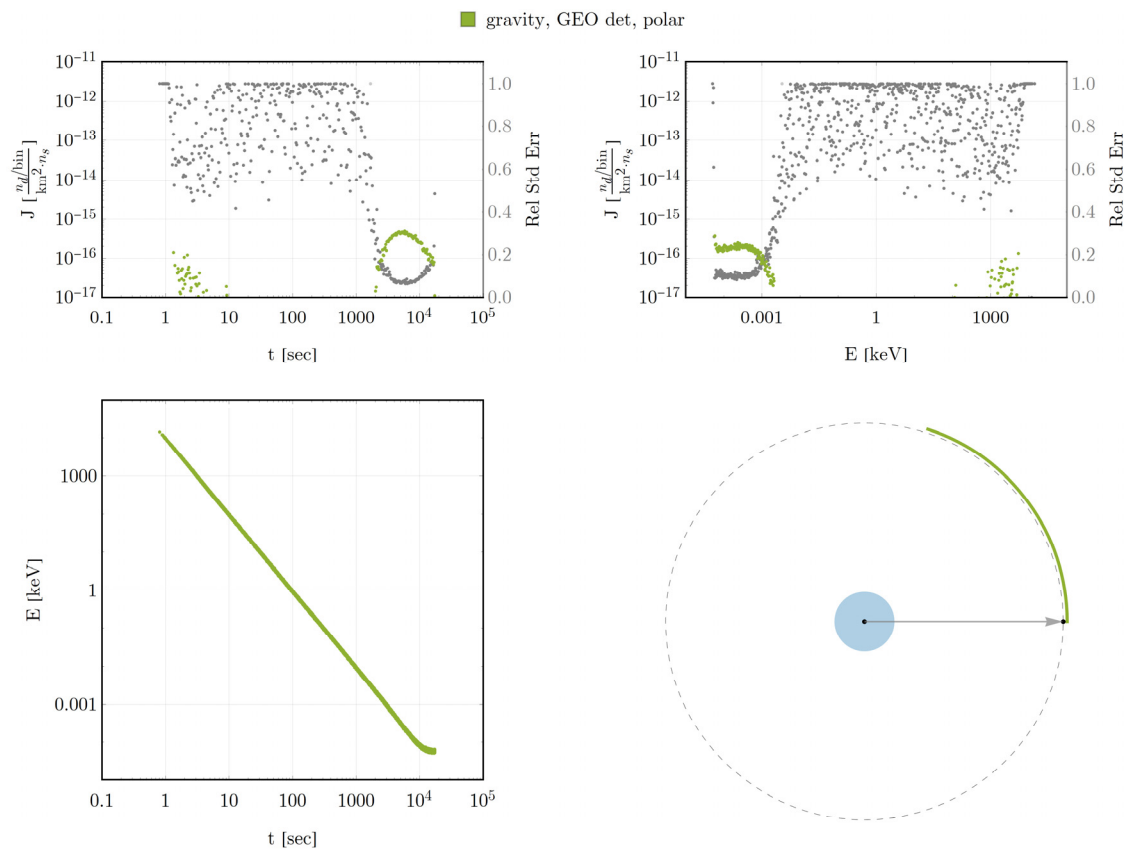 gravity, GEO det, polar
10^-11
10^-12
10^-13
10^-14
10^-15
10^-16
10^-17
J [ n_d/bin / km^2·n_s ]
1.0
0.8
0.6
0.4
0.2
0.0
Rel Std Err
0.1 1 10 100 1000 10^4 10^5
t [sec]
10^-11
10^-12
10^-13
10^-14
10^-15
10^-16
10^-17
J [ n_d/bin / km^2·n_s ]
1.0
0.8
0.6
0.4
0.2
0.0
Rel Std Err
0.001 1 1000
E [keV]
1000
1
0.001
E [keV]
0.1 1 10 100 1000 10^4 10^5
t [sec]